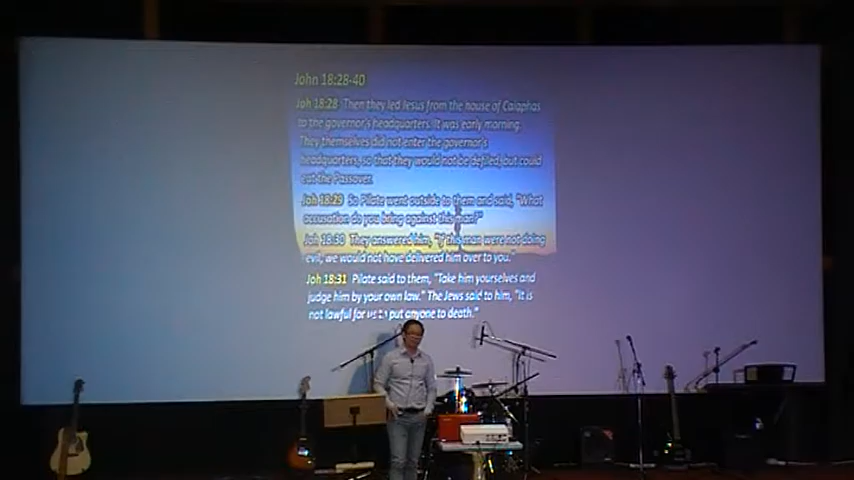 John 18:28-40
Joh 18:28 Then they led Jesus from the house of Caiaphas
to the governor's headquarters. It was early morning.
They themselves did not enter the governor's
headquarters, so that they would not be defiled, but could
eat the Passover.
Joh 18:29 So Pilate went outside to them and said, "What
accusation do you bring against this man?"
Joh 18:30 They answered him, "If this man were not doing
evil, we would not have delivered him over to you."
Joh 18:31 Pilate said to them, "Take him yourselves and
judge him by your own law." The Jews said to him, "It is
not lawful for us to put anyone to death."